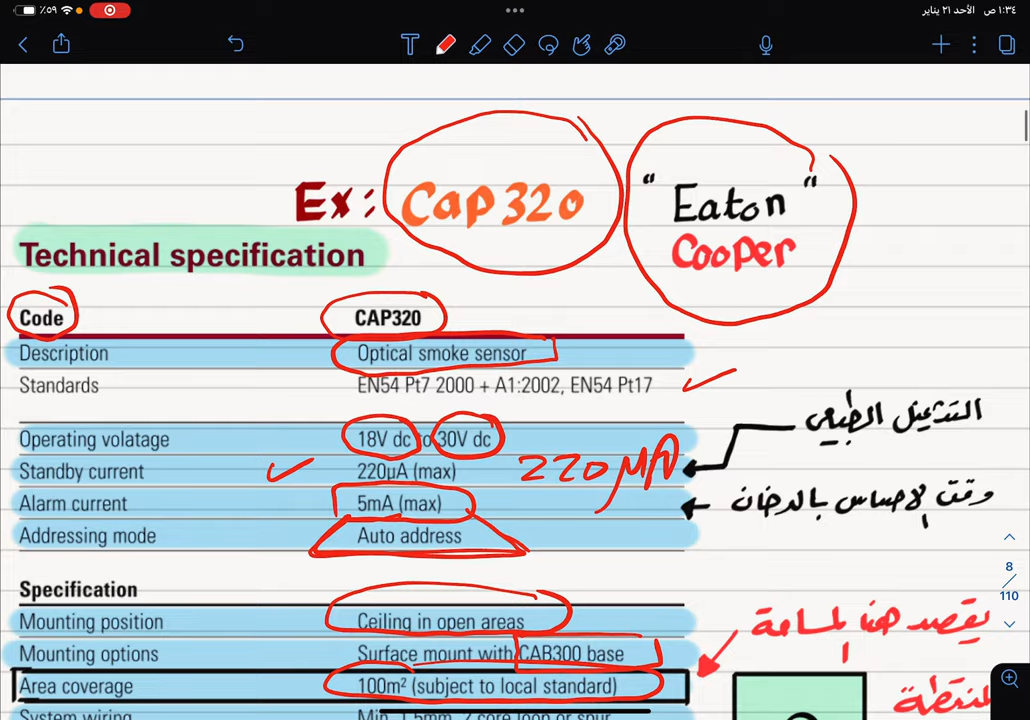 ٪٥٩
١:٣٤ ص الأحد ٢١ يناير
Ex: Cap320 "Eaton"
Cooper
Technical specification
Code CAP320
Description Optical smoke sensor
Standards EN54 Pt7 2000 + A1:2002, EN54 Pt17
Operating volatage 18V dc to 30V dc
التشغيل الطبيعي
Standby current 220µA (max) 220 µA
Alarm current 5mA (max)
وقت الإحساس بالدخان
Addressing mode Auto address
8
110
Specification
Mounting position Ceiling in open areas
يقصد هنا المساحة
Mounting options Surface mount with CAB300 base
Area coverage 100m² (subject to local standard)
System wiring